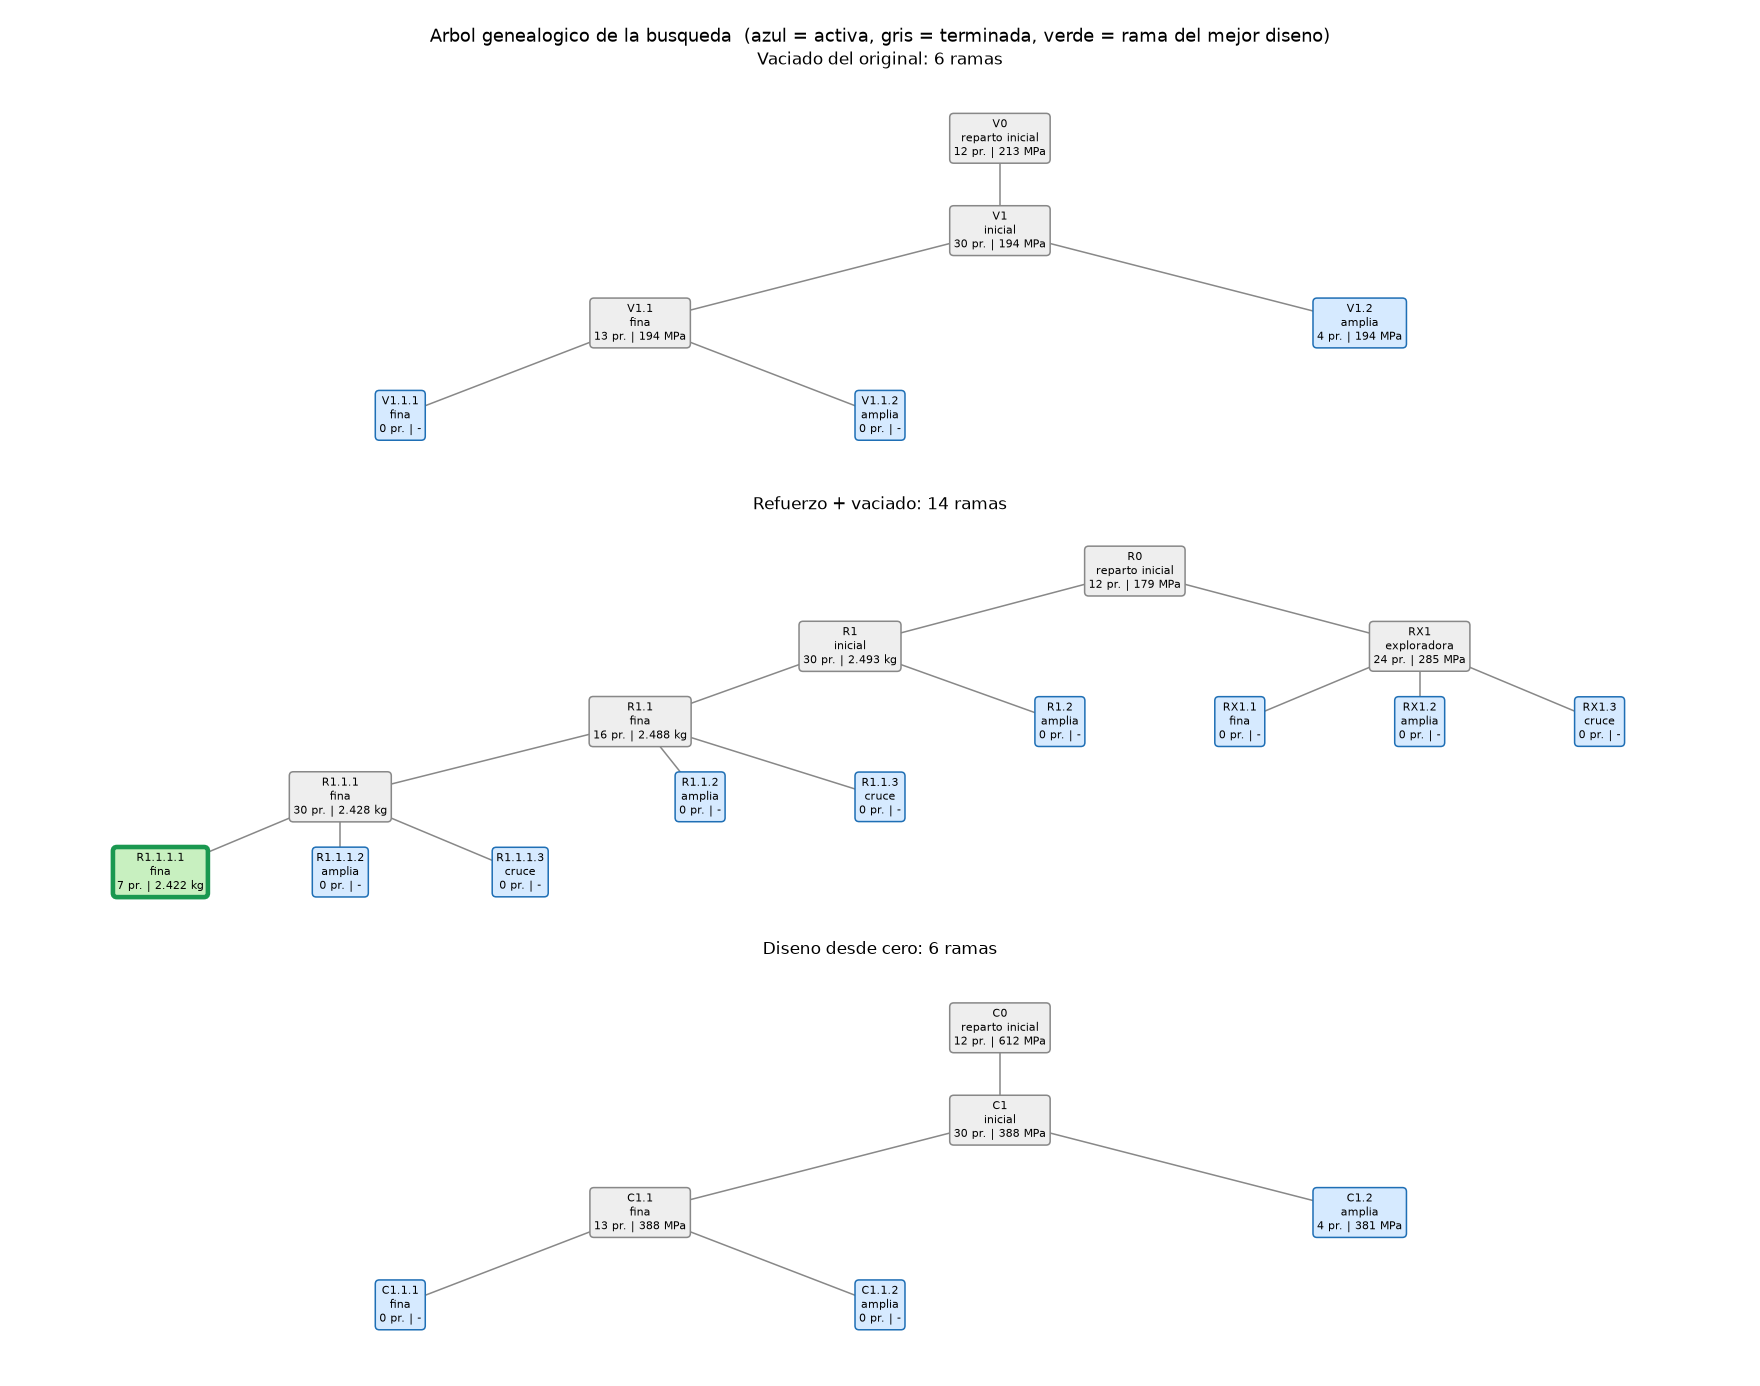 Arbol genealogico de la busqueda  (azul = activa, gris = terminada, verde = rama del mejor diseno)
Vaciado del original: 6 ramas
V0
reparto inicial
12 pr. | 213 MPa
V1
inicial
30 pr. | 194 MPa
V1.1
fina
13 pr. | 194 MPa
V1.2
amplia
4 pr. | 194 MPa
V1.1.1
fina
0 pr. | -
V1.1.2
amplia
0 pr. | -
Refuerzo + vaciado: 14 ramas
R0
reparto inicial
12 pr. | 179 MPa
R1
inicial
30 pr. | 2.493 kg
RX1
exploradora
24 pr. | 285 MPa
R1.1
fina
16 pr. | 2.488 kg
R1.2
amplia
0 pr. | -
RX1.1
fina
0 pr. | -
RX1.2
amplia
0 pr. | -
RX1.3
cruce
0 pr. | -
R1.1.1
fina
30 pr. | 2.428 kg
R1.1.2
amplia
0 pr. | -
R1.1.3
cruce
0 pr. | -
R1.1.1.1
fina
7 pr. | 2.422 kg
R1.1.1.2
amplia
0 pr. | -
R1.1.1.3
cruce
0 pr. | -
Diseno desde cero: 6 ramas
C0
reparto inicial
12 pr. | 612 MPa
C1
inicial
30 pr. | 388 MPa
C1.1
fina
13 pr. | 388 MPa
C1.2
amplia
4 pr. | 381 MPa
C1.1.1
fina
0 pr. | -
C1.1.2
amplia
0 pr. | -